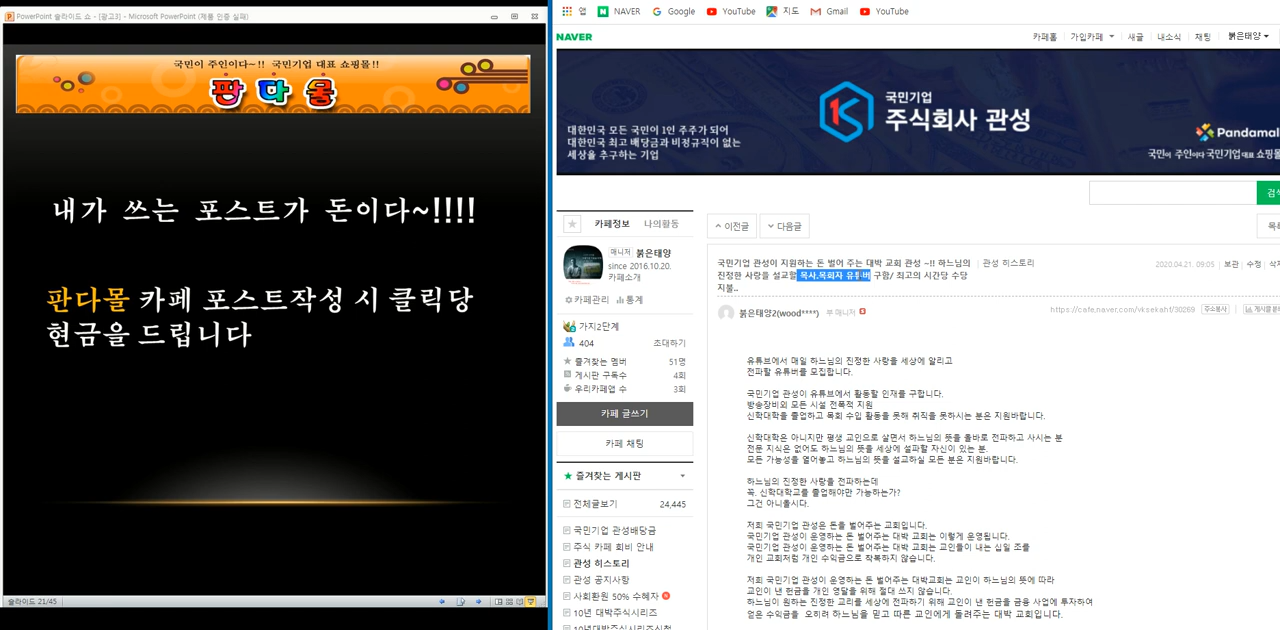 PowerPoint 슬라이드 쇼 - [광고3] - Microsoft PowerPoint (제품 인증 실패)
국민이 주인이다~!! 국민기업 대표 쇼핑몰!!
판다몰
내가 쓰는 포스트가 돈이다~!!!!
판다몰 카페 포스트작성 시 클릭당
현금을 드립니다
슬라이드 21/45
앱 NAVER Google YouTube 지도 Gmail YouTube
NAVER
카페홈 가입카페 새글 내소식 채팅 붉은태양
국민기업
주식회사 관성
대한민국 모든 국민이 1인 주주가 되어
대한민국 최고 배당금과 비정규직이 없는
세상을 추구하는 기업
Pandamal
국민이 주인이다 국민기업대표 쇼핑몰
검색
카페정보 나의활동
이전글 다음글
매니저 붉은태양
since 2016.10.20.
카페소개
카페관리 통계
가지2단계
404 초대하기
즐겨찾는 멤버 51명
게시판 구독수 4회
우리카페앱 수 3회
카페 글쓰기
카페 채팅
즐겨찾는 게시판
전체글보기 24,445
국민기업 관성배당금
주식 카페 회비 안내
관성 히스토리
관성 공지사항
사회환원 50% 수혜자
10년 대박주식시리즈
10년대박주식시리즈신청
국민기업 관성이 지원하는 돈 벌어 주는 대박 교회 관성 ~!! 하느님의 관성 히스토리
진정한 사랑을 설교할 목사.목회자 유튜버 구함/ 최고의 시간당 수당
지불..
2020.04.21. 09:05 보관 수정 삭제
붉은태양2(wood****) 부 매니저
https://cafe.naver.com/vksekahf/30269 주소복사
유튜브에서 매일 하느님의 진정한 사랑을 세상에 알리고
전파할 유튜버를 모집합니다.
국민기업 관성이 유튜브에서 활동할 인재를 구합니다.
방송장비외 모든 시설 전폭적 지원
신학대학을 졸업하고 목회 수입 활동을 못해 취직을 못하시는 분은 지원바랍니다.
신학대학은 아니지만 평생 교인으로 살면서 하느님의 뜻을 올바로 전파하고 사시는 분
전문 지식은 없어도 하느님의 뜻을 세상에 설파할 자신이 있는 분.
모든 가능성을 열어놓고 하느님의 뜻을 설교하실 모든 분은 지원바랍니다.
하느님의 진정한 사랑을 전파하는데
꼭. 신학대학교를 졸업해야만 가능하는가?
그건 아니올시다.
저희 국민기업 관성은 돈을 벌어주는 교회입니다.
국민기업 관성이 운영하는 돈 벌어주는 대박 교회는 이렇게 운영됩니다.
국민기업 관성이 운영하는 돈 벌어주는 대박 교회는 교인들이 내는 십일 조를
개인 교회처럼 개인 수익금으로 착복하지 않습니다.
저희 국민기업 관성이 운영하는 돈 벌어주는 대박교회는 교인이 하느님의 뜻에 따라
교인이 낸 헌금을 개인 영달을 위해 절대 쓰지 않습니다.
하느님이 원하는 진정한 교리를 세상에 전파하기 위해 교인이 낸 헌금을 금융 사업에 투자하여
얻은 수익금을 오히려 하느님을 믿고 따른 교인에게 돌려주는 대박 교회입니다.